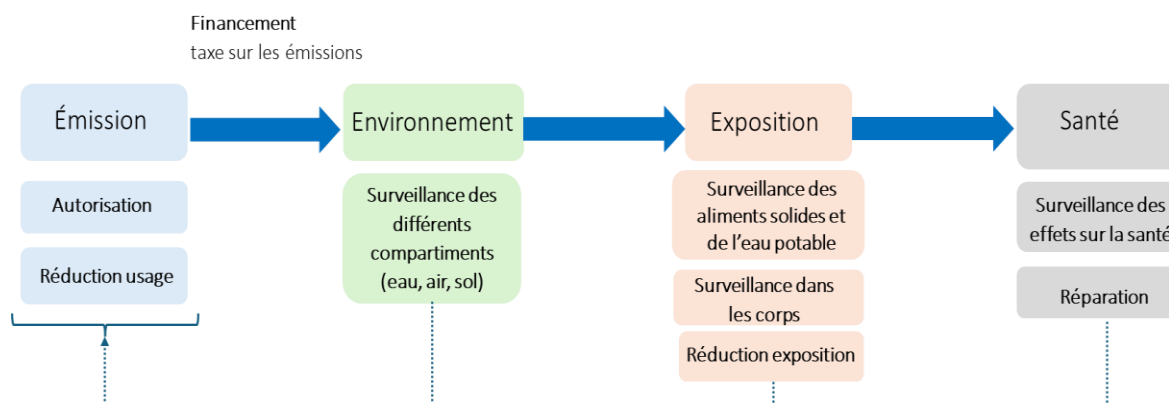 Financement
taxe sur les émissions
Émission
Environnement
Exposition
Santé
Autorisation
Réduction usage
Surveillance des
différents
compartiments
(eau, air, sol)
Surveillance des
aliments solides et
de l’eau potable
Surveillance dans
les corps
Réduction exposition
Surveillance des
effets sur la santé
Réparation